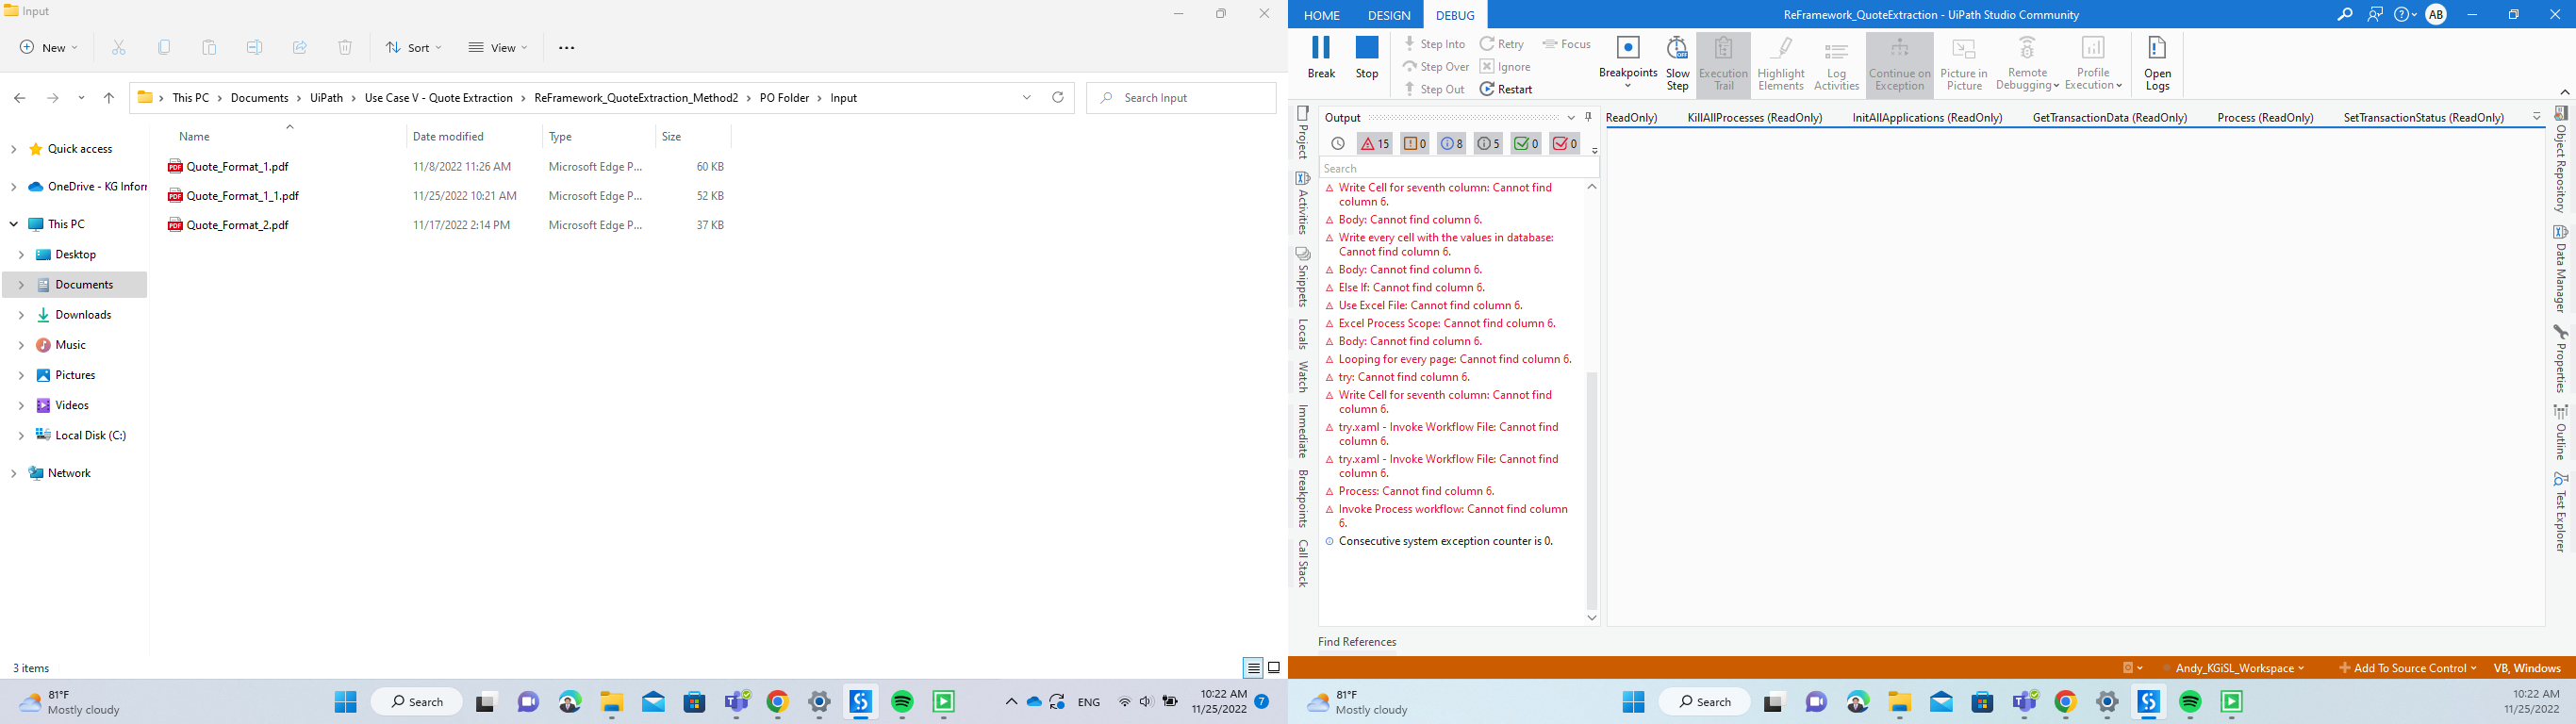 Input
New
Sort
View
This PC > Documents > UiPath > Use Case V - Quote Extraction > ReFramework_QuoteExtraction_Method2 > PO Folder > Input
Search Input
Name Date modified Type Size
Quote_Format_1.pdf 11/8/2022 11:26 AM Microsoft Edge P... 60 KB
Quote_Format_1_1.pdf 11/25/2022 10:21 AM Microsoft Edge P... 52 KB
Quote_Format_2.pdf 11/17/2022 2:14 PM Microsoft Edge P... 37 KB
Quick access
OneDrive - KG Infor
This PC
Desktop
Documents
Downloads
Music
Pictures
Videos
Local Disk (C:)
Network
3 items
81°F
Mostly cloudy
Search
ENG
10:22 AM
11/25/2022
7
HOME DESIGN DEBUG
ReFramework_QuoteExtraction - UiPath Studio Community
AB
Break
Stop
Step Into
Step Over
Step Out
Retry
Ignore
Restart
Focus
Breakpoints
Slow
Step
Execution
Trail
Highlight
Elements
Log
Activities
Continue on
Exception
Picture in
Picture
Remote
Debugging
Profile
Execution
Open
Logs
Project
Activities
Snippets
Locals
Watch
Immediate
Breakpoints
Call Stack
Output
15 0 8 5 0 0
Search
Write Cell for seventh column: Cannot find
column 6.
Body: Cannot find column 6.
Write every cell with the values in database:
Cannot find column 6.
Body: Cannot find column 6.
Else If: Cannot find column 6.
Use Excel File: Cannot find column 6.
Excel Process Scope: Cannot find column 6.
Body: Cannot find column 6.
Looping for every page: Cannot find column 6.
try: Cannot find column 6.
Write Cell for seventh column: Cannot find
column 6.
try.xaml - Invoke Workflow File: Cannot find
column 6.
try.xaml - Invoke Workflow File: Cannot find
column 6.
Process: Cannot find column 6.
Invoke Process workflow: Cannot find column
6.
Consecutive system exception counter is 0.
Find References
ReadOnly) KillAllProcesses (ReadOnly) InitAllApplications (ReadOnly) GetTransactionData (ReadOnly) Process (ReadOnly) SetTransactionStatus (ReadOnly)
Object Repository
Data Manager
Properties
Outline
Test Explorer
Andy_KGiSL_Workspace
Add To Source Control
VB, Windows
81°F
Mostly cloudy
Search
10:22 AM
11/25/2022